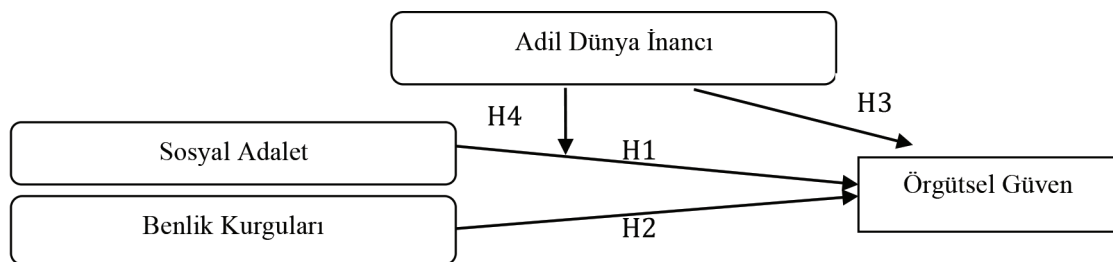 Adil Dünya İnancı
H4
H3
Sosyal Adalet
H1
Örgütsel Güven
Benlik Kurguları
H2